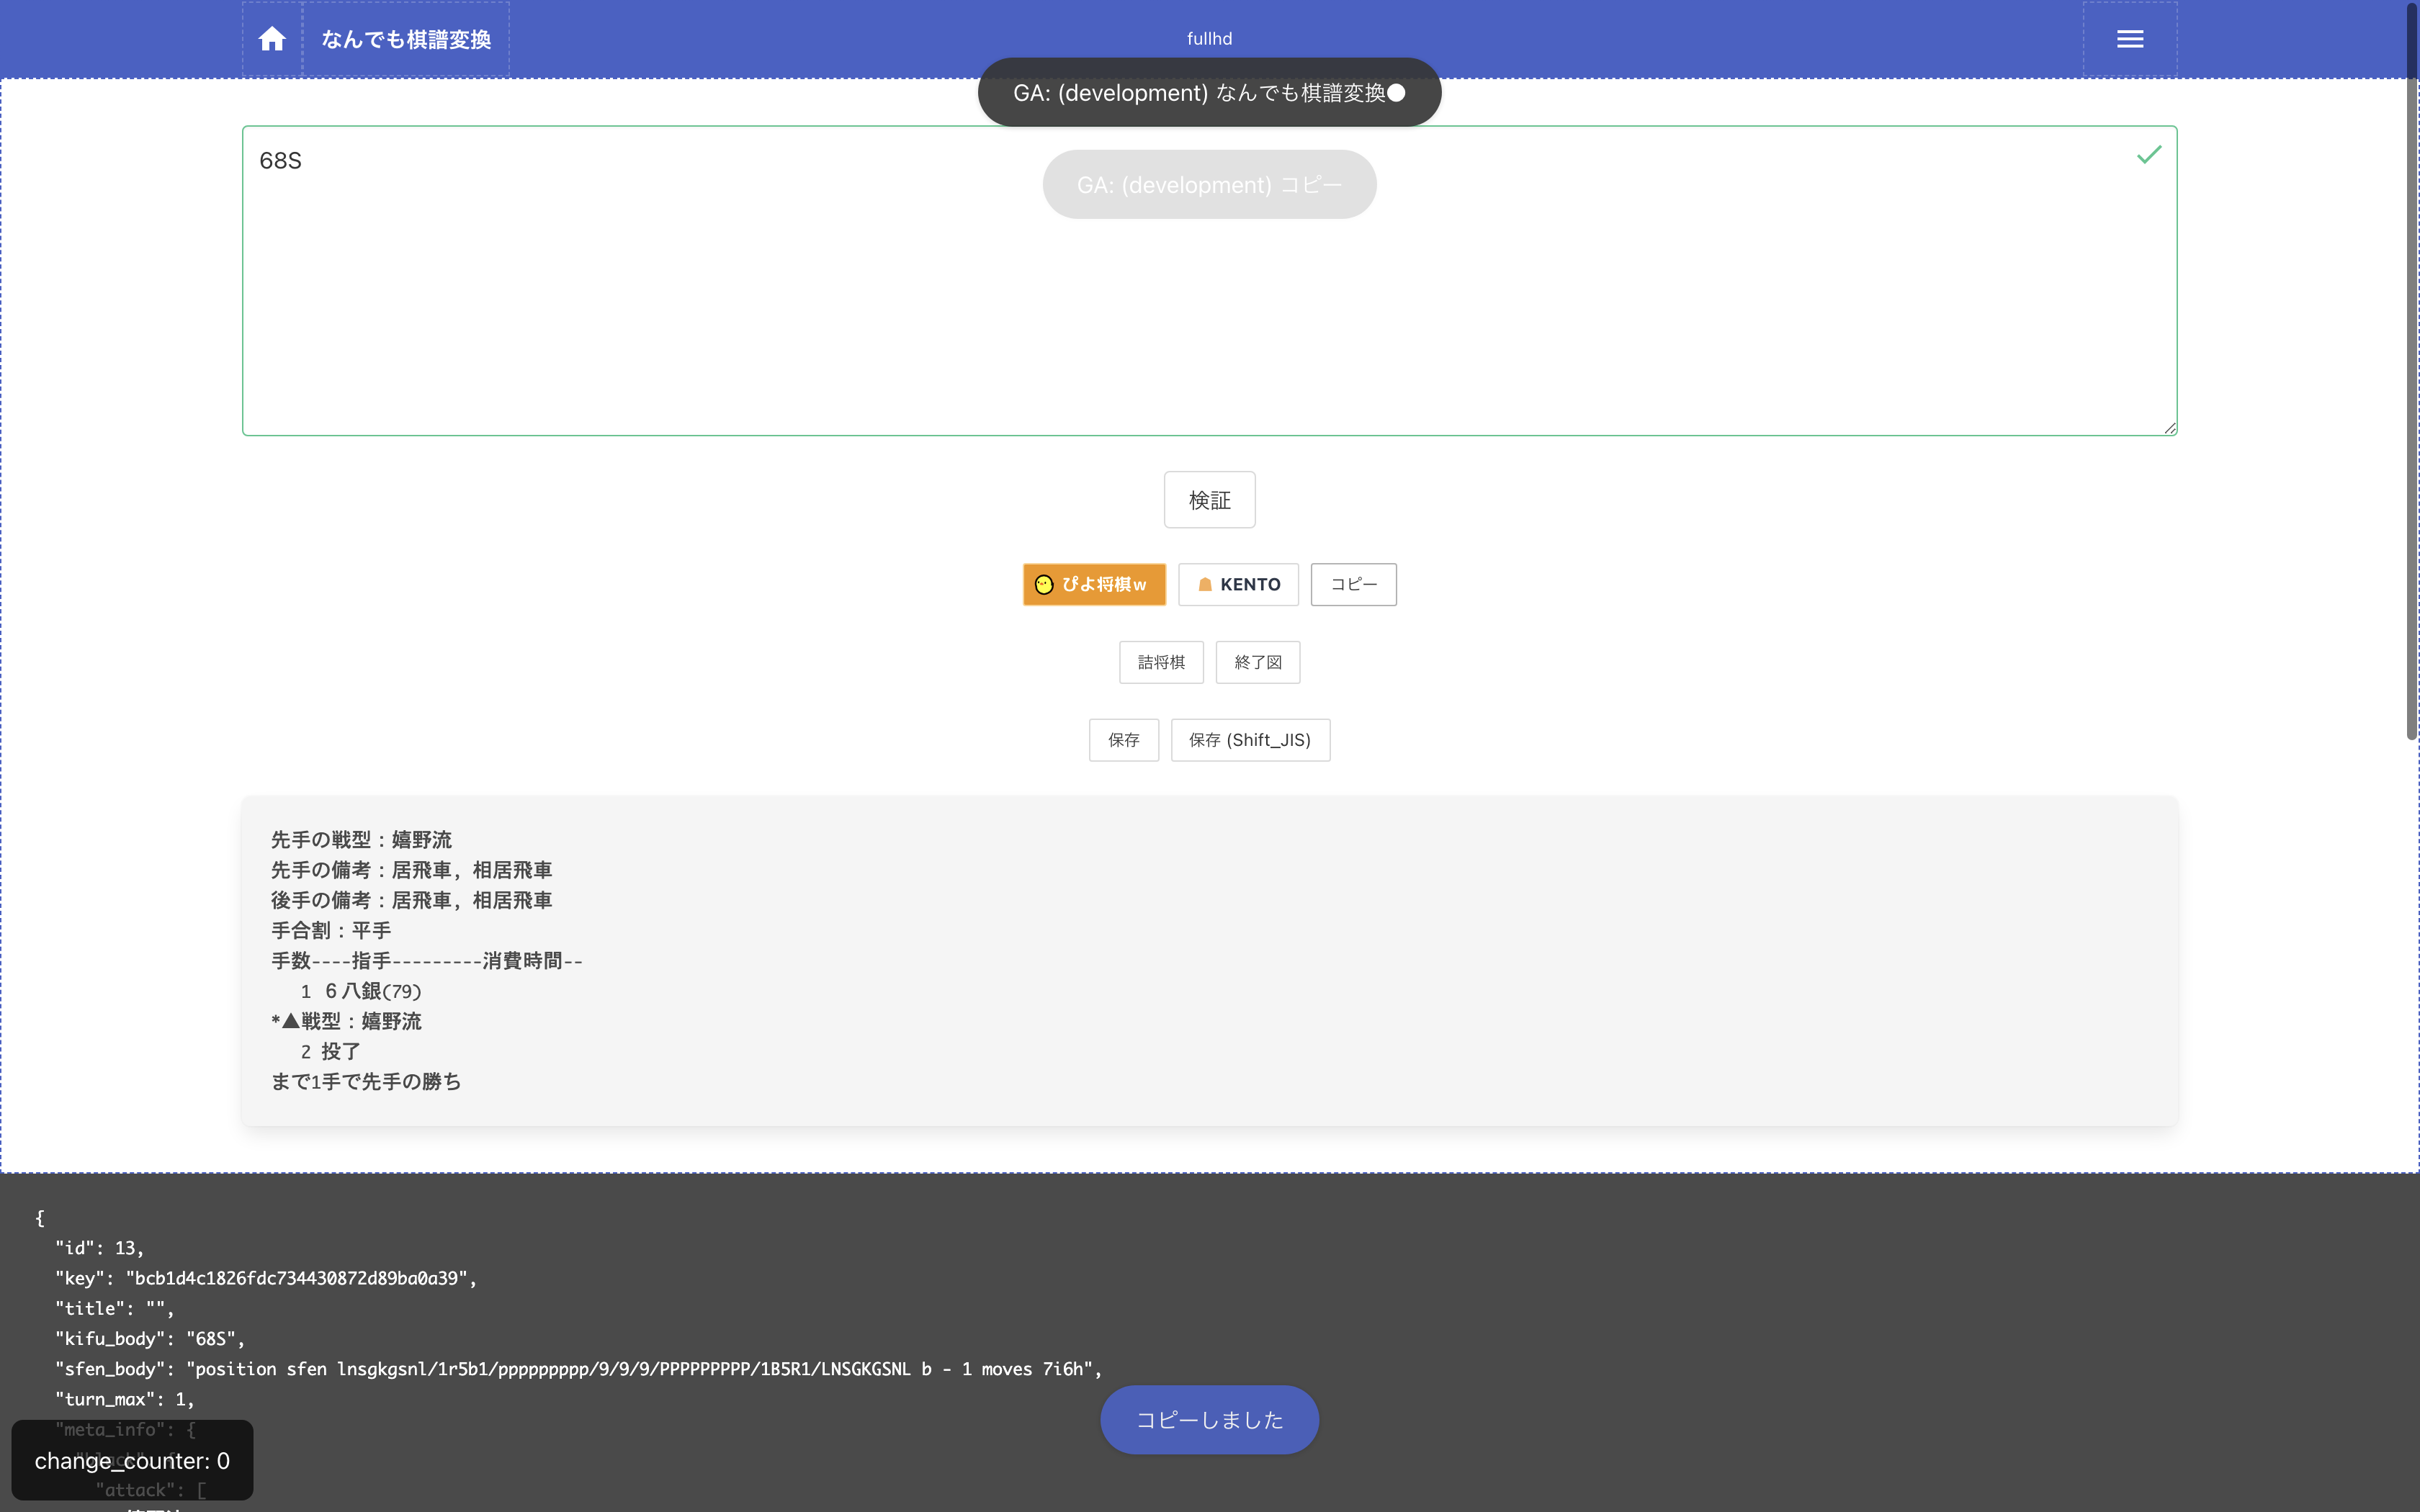 なんでも棋譜変換
fullhd
GA: (development) なんでも棋譜変換●
68S
GA: (development) コピー
検証
ぴよ将棋w
KENTO
コピー
詰将棋
終了図
保存
保存 (Shift_JIS)
先手の戦型：嬉野流
先手の備考：居飛車, 相居飛車
後手の備考：居飛車, 相居飛車
手合割：平手
手数----指手---------消費時間--
1 ６八銀(79)
*▲戦型：嬉野流
2 投了
まで1手で先手の勝ち
{
"id": 13,
"key": "bcb1d4c1826fdc734430872d89ba0a39",
"title": "",
"kifu_body": "68S",
"sfen_body": "position sfen lnsgkgsnl/1r5b1/ppppppppp/9/9/9/PPPPPPPPP/1B5R1/LNSGKGSNL b - 1 moves 7i6h",
"turn_max": 1,
コピーしました
"meta_info": {
change_counter: 0
"attack": [